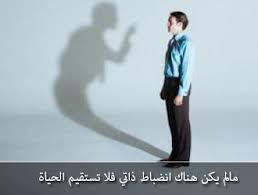 مالم يكن هناك انضباط ذاتي فلا تستقيم الحياة